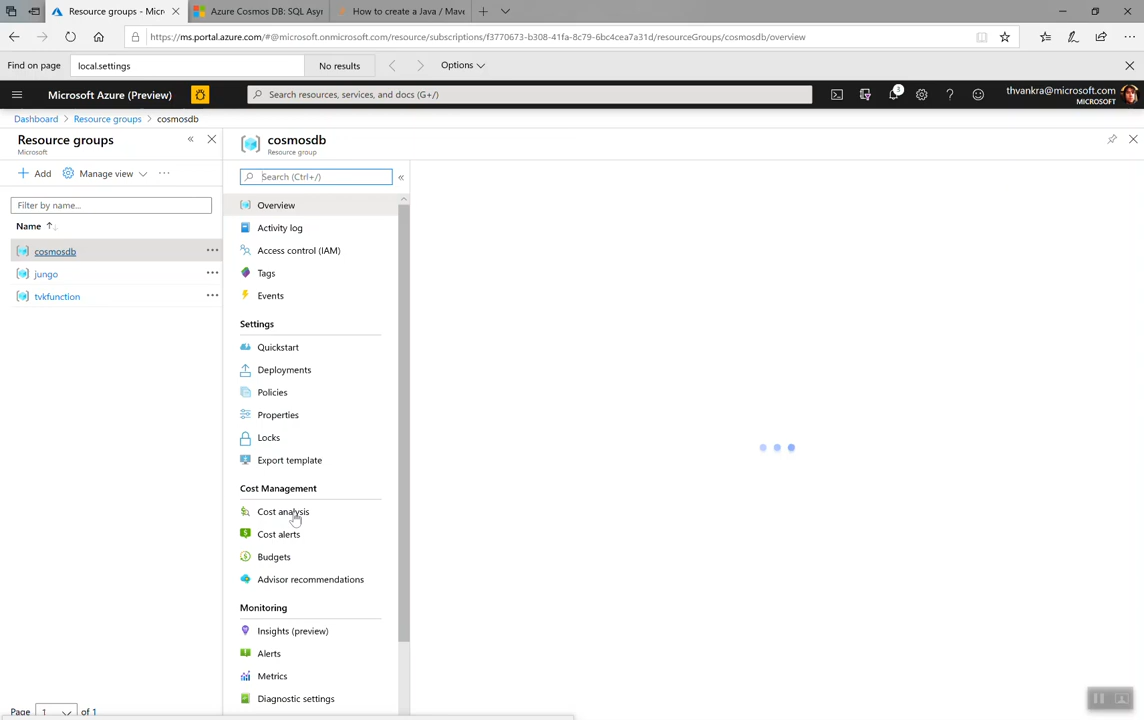 Resource groups - Micr
Azure Cosmos DB: SQL Asyn
How to create a Java / Mave
https://ms.portal.azure.com/#@microsoft.onmicrosoft.com/resource/subscriptions/f3770673-b308-41fa-8c79-6bc4cea7a31d/resourceGroups/cosmosdb/overview
Find on page
local.settings
No results
Options
Microsoft Azure (Preview)
Search resources, services, and docs (G+/)
3
thvankra@microsoft.com
MICROSOFT
Dashboard
Resource groups
cosmosdb
Resource groups
Microsoft
Add
Manage view
Filter by name...
Name
cosmosdb
jungo
tvkfunction
Page
1
of 1
cosmosdb
Resource group
Search (Ctrl+/)
Overview
Activity log
Access control (IAM)
Tags
Events
Settings
Quickstart
Deployments
Policies
Properties
Locks
Export template
Cost Management
Cost analysis
Cost alerts
Budgets
Advisor recommendations
Monitoring
Insights (preview)
Alerts
Metrics
Diagnostic settings